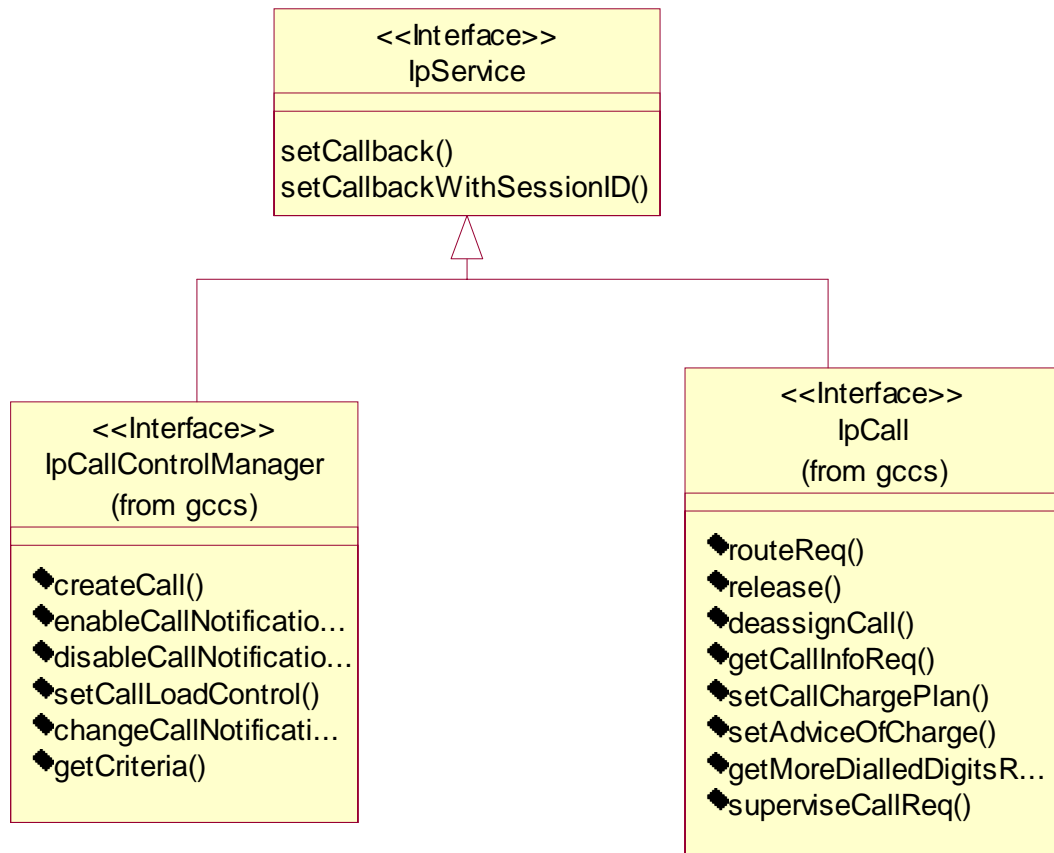 <<Interface>>
IpService
setCallback()
setCallbackWithSessionID()
<<Interface>>
IpCallControlManager
(from gccs)
createCall()
enableCallNotificatio...
disableCallNotificatio...
setCallLoadControl()
changeCallNotificati...
getCriteria()
<<Interface>>
IpCall
(from gccs)
routeReq()
release()
deassignCall()
getCallInfoReq()
setCallChargePlan()
setAdviceOfCharge()
getMoreDialledDigitsR...
superviseCallReq()